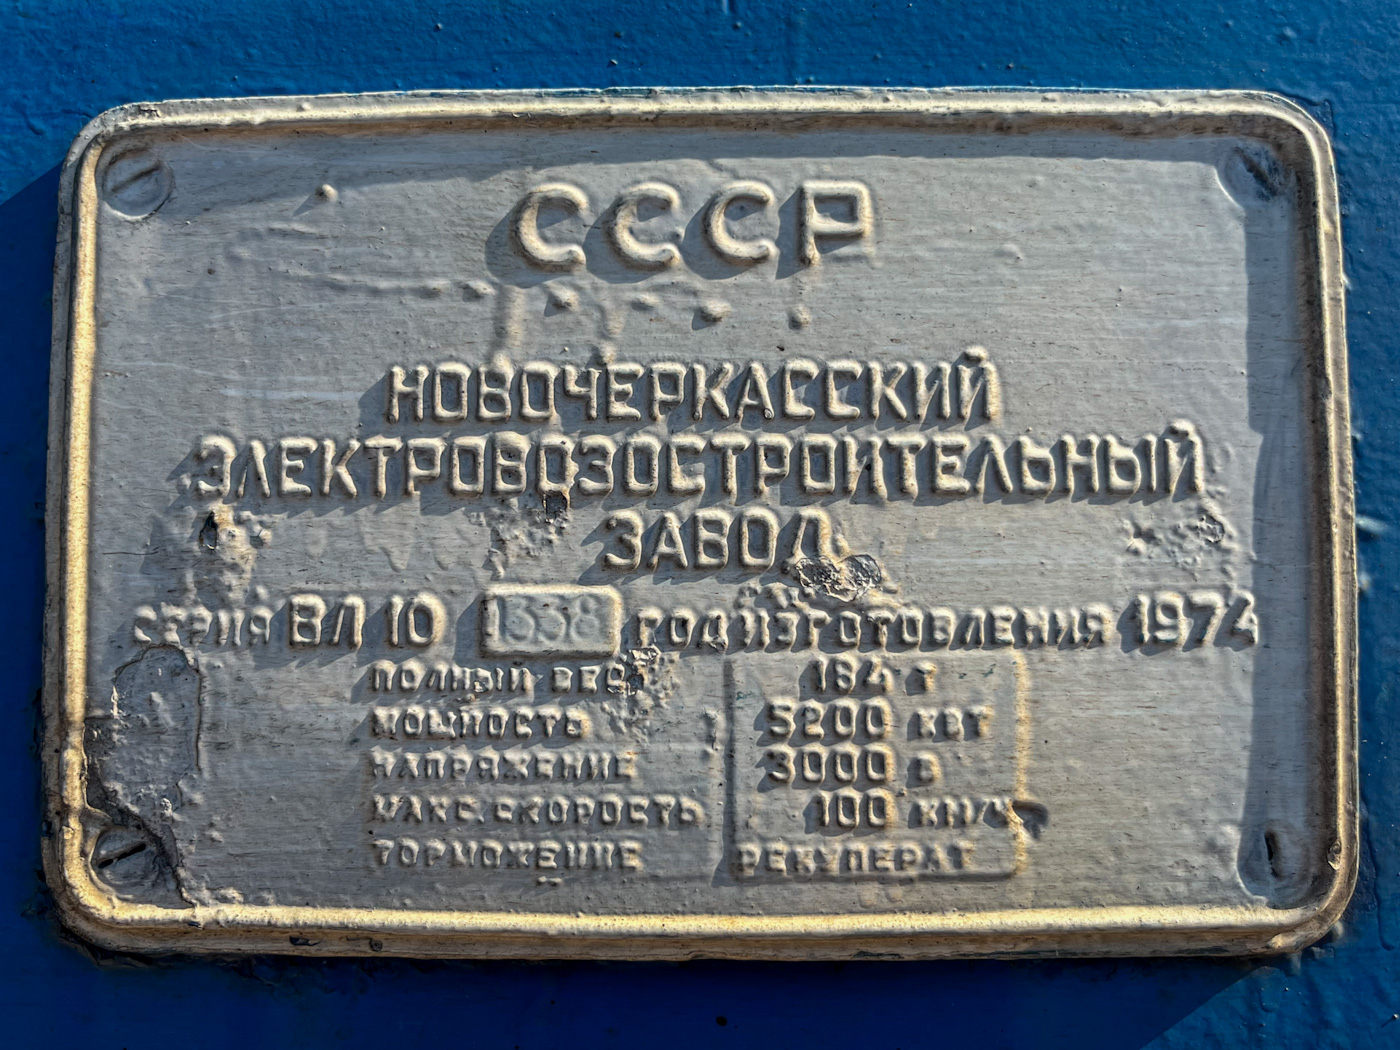 СССР
НОВОЧЕРКАССКИЙ
ЭЛЕКТРОВОЗОСТРОИТЕЛЬНЫЙ
ЗАВОД
СЕРИЯ ВЛ 10 1338 ГОД ИЗГОТОВЛЕНИЯ 1974
ПОЛНЫЙ ВЕС 184 Т
МОЩНОСТЬ 5200 КВТ
НАПРЯЖЕНИЕ 3000 В
МАКС. СКОРОСТЬ 100 КМ/Ч
ТОРМОЖЕНИЕ РЕКУПЕРАТ